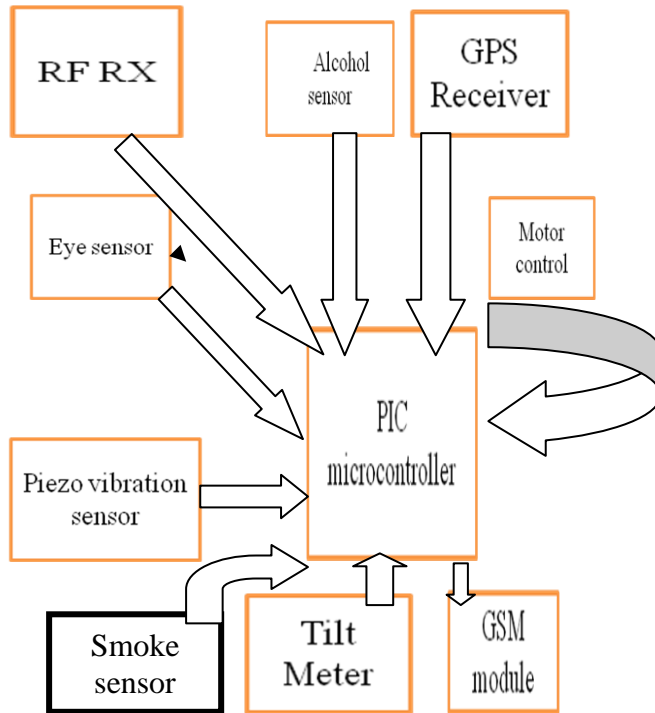 RF RX
Alcohol
sensor
GPS
Receiver
Eye sensor
Motor
control
PIC
microcontroller
Piezo vibration
sensor
Smoke
sensor
Tilt
Meter
GSM
module